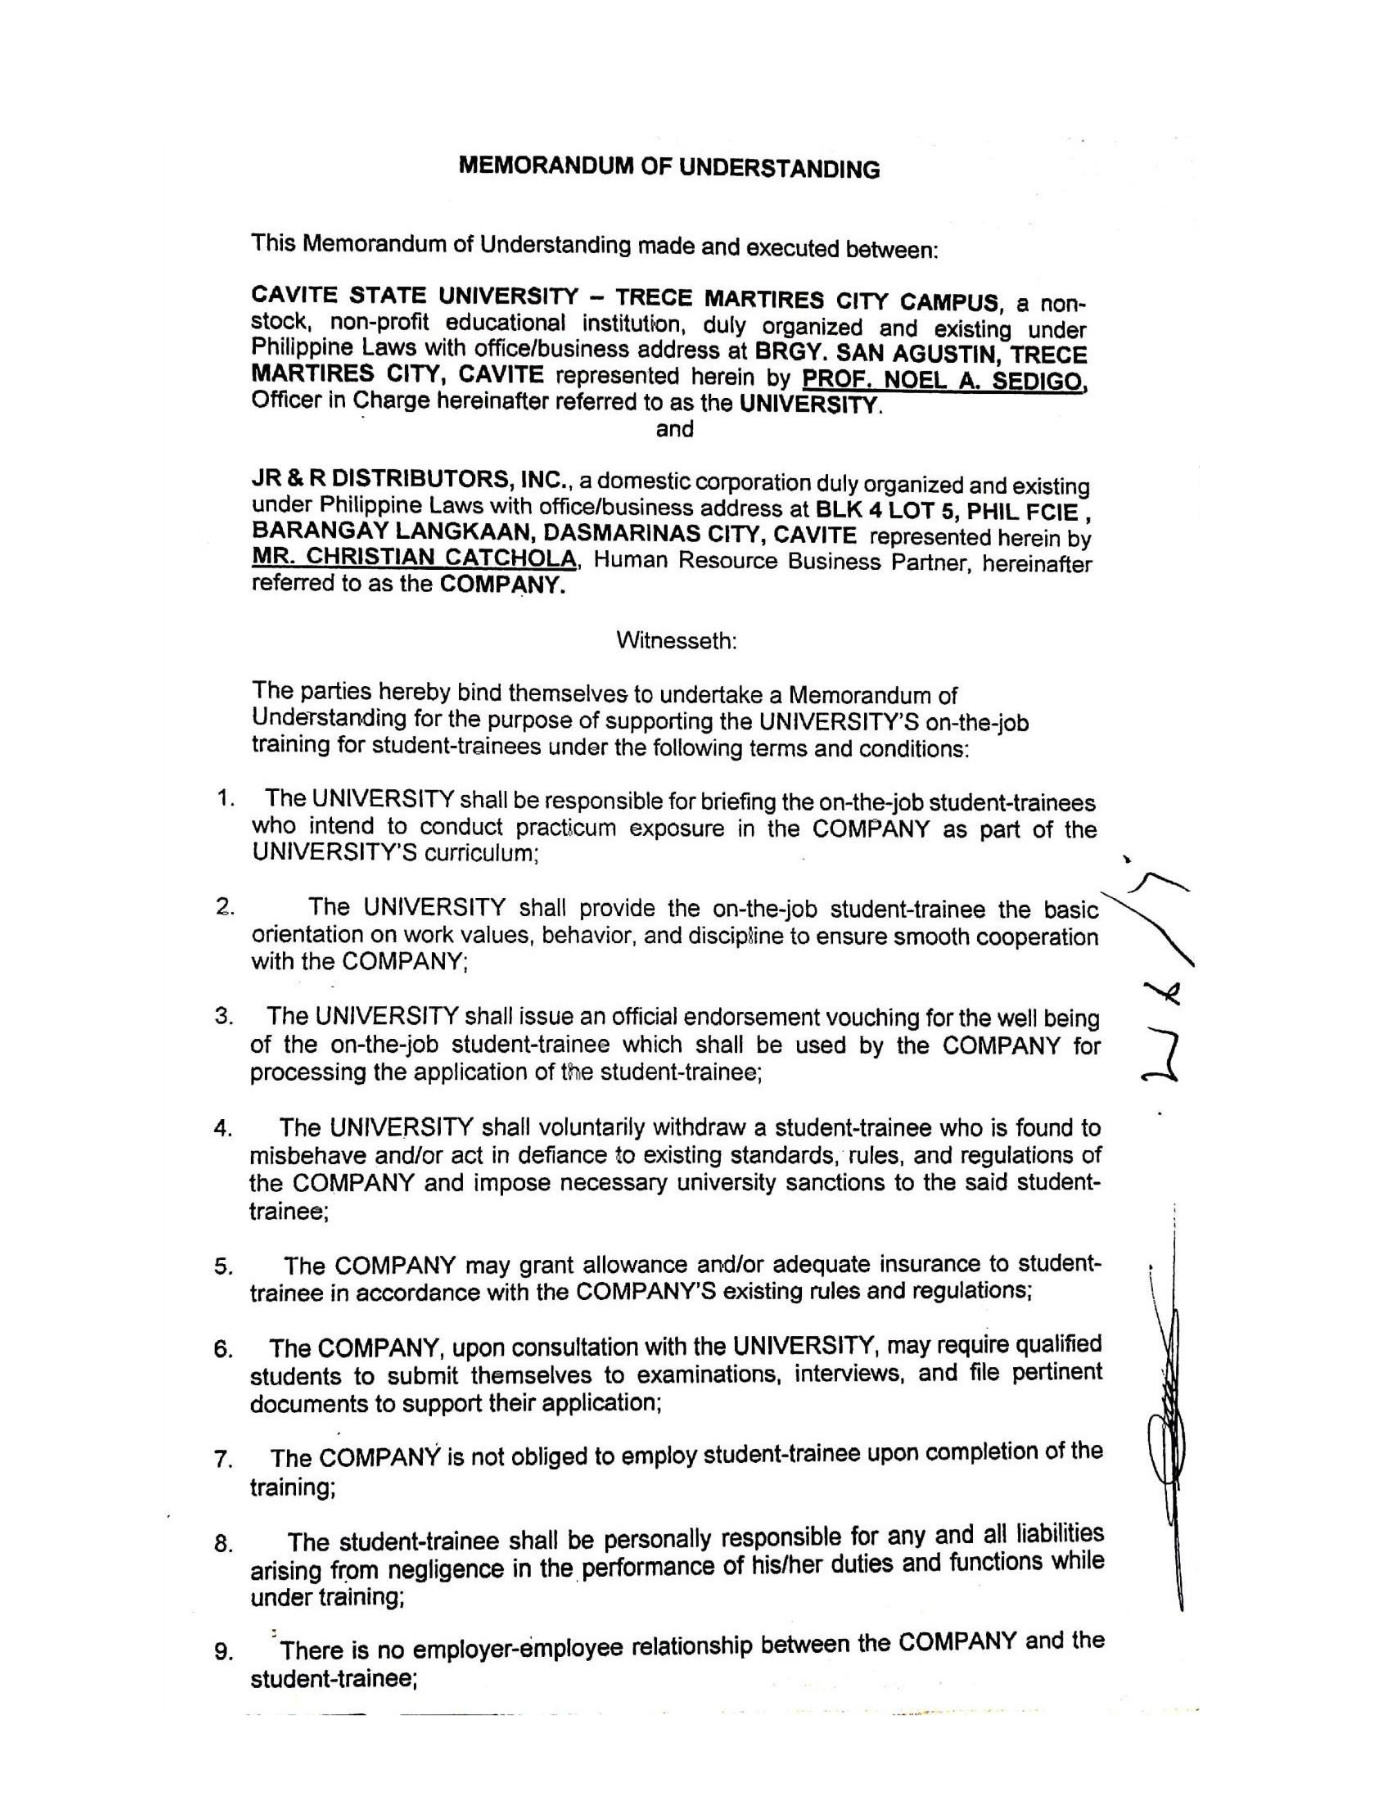 MEMORANDUM OF UNDERSTANDING
This Memorandum of Understanding made and executed between:
CAVITE STATE UNIVERSITY – TRECE MARTIRES CITY CAMPUS, a non-
stock, non-profit educational institution, duly organized and existing under
Philippine Laws with office/business address at BRGY. SAN AGUSTIN, TRECE
MARTIRES CITY, CAVITE represented herein by PROF. NOEL A. SEDIGO,
Officer in Charge hereinafter referred to as the UNIVERSITY.
and
JR & R DISTRIBUTORS, INC., a domestic corporation duly organized and existing
under Philippine Laws with office/business address at BLK 4 LOT 5, PHIL FCIE ,
BARANGAY LANGKAAN, DASMARINAS CITY, CAVITE represented herein by
MR. CHRISTIAN CATCHOLA, Human Resource Business Partner, hereinafter
referred to as the COMPANY.
Witnesseth:
The parties hereby bind themselves to undertake a Memorandum of
Understanding for the purpose of supporting the UNIVERSITY'S on-the-job
training for student-trainees under the following terms and conditions:
1. The UNIVERSITY shall be responsible for briefing the on-the-job student-trainees
who intend to conduct practicum exposure in the COMPANY as part of the
UNIVERSITY'S curriculum;
2. The UNIVERSITY shall provide the on-the-job student-trainee the basic
orientation on work values, behavior, and discipline to ensure smooth cooperation
with the COMPANY;
3. The UNIVERSITY shall issue an official endorsement vouching for the well being
of the on-the-job student-trainee which shall be used by the COMPANY for
processing the application of the student-trainee;
4. The UNIVERSITY shall voluntarily withdraw a student-trainee who is found to
misbehave and/or act in defiance to existing standards, rules, and regulations of
the COMPANY and impose necessary university sanctions to the said student-
trainee;
5. The COMPANY may grant allowance and/or adequate insurance to student-
trainee in accordance with the COMPANY'S existing rules and regulations;
6. The COMPANY, upon consultation with the UNIVERSITY, may require qualified
students to submit themselves to examinations, interviews, and file pertinent
documents to support their application;
7. The COMPANY is not obliged to employ student-trainee upon completion of the
training;
8. The student-trainee shall be personally responsible for any and all liabilities
arising from negligence in the performance of his/her duties and functions while
under training;
9. There is no employer-employee relationship between the COMPANY and the
student-trainee;